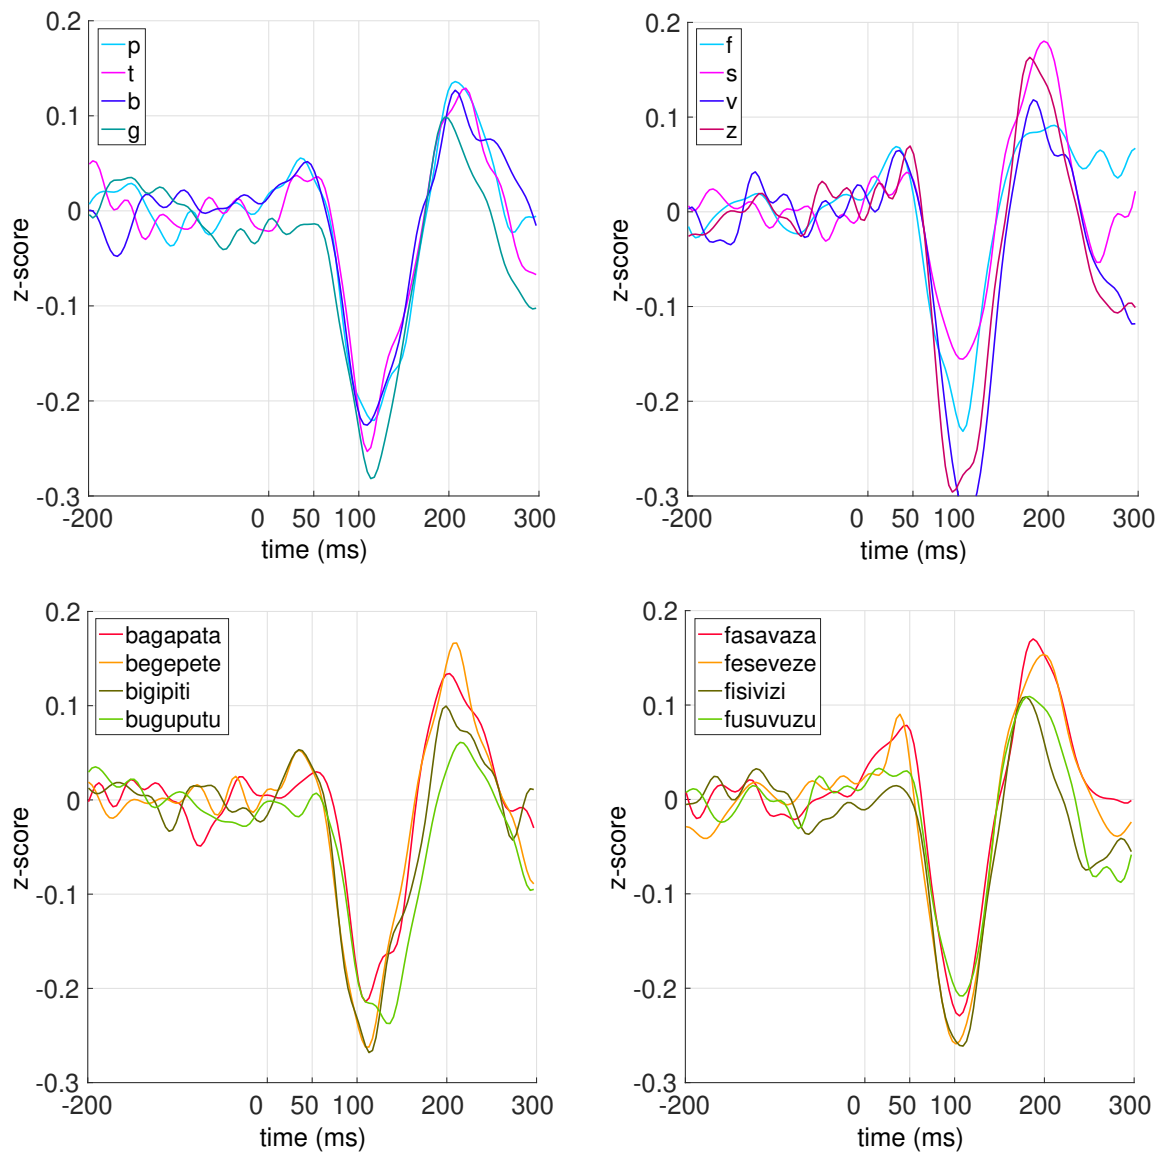 0.2
0.1
0
-0.1
-0.2
-0.3
z-score
p
t
b
g
-200 0 50 100 200 300
time (ms)
0.2
0.1
0
-0.1
-0.2
-0.3
z-score
f
s
v
z
-200 0 50 100 200 300
time (ms)
0.2
0.1
0
-0.1
-0.2
-0.3
z-score
bagapata
begepete
bigipiti
buguputu
-200 0 50 100 200 300
time (ms)
0.2
0.1
0
-0.1
-0.2
-0.3
z-score
fasavaza
feseveze
fisivizi
fusuvuzu
-200 0 50 100 200 300
time (ms)